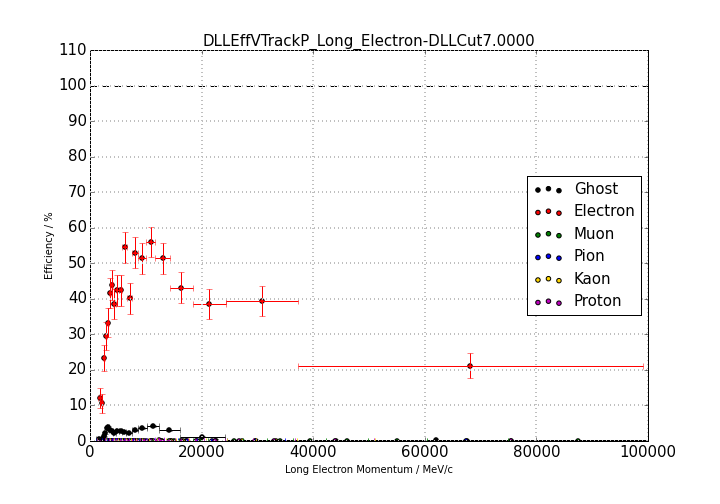 DLLEffVTrackP_Long_Electron-DLLCut7.0000
110
100
90
80
70
60
50
40
30
20
10
0
Efficiency / %
Ghost
Electron
Muon
Pion
Kaon
Proton
0 20000 40000 60000 80000 100000
Long Electron Momentum / MeV/c